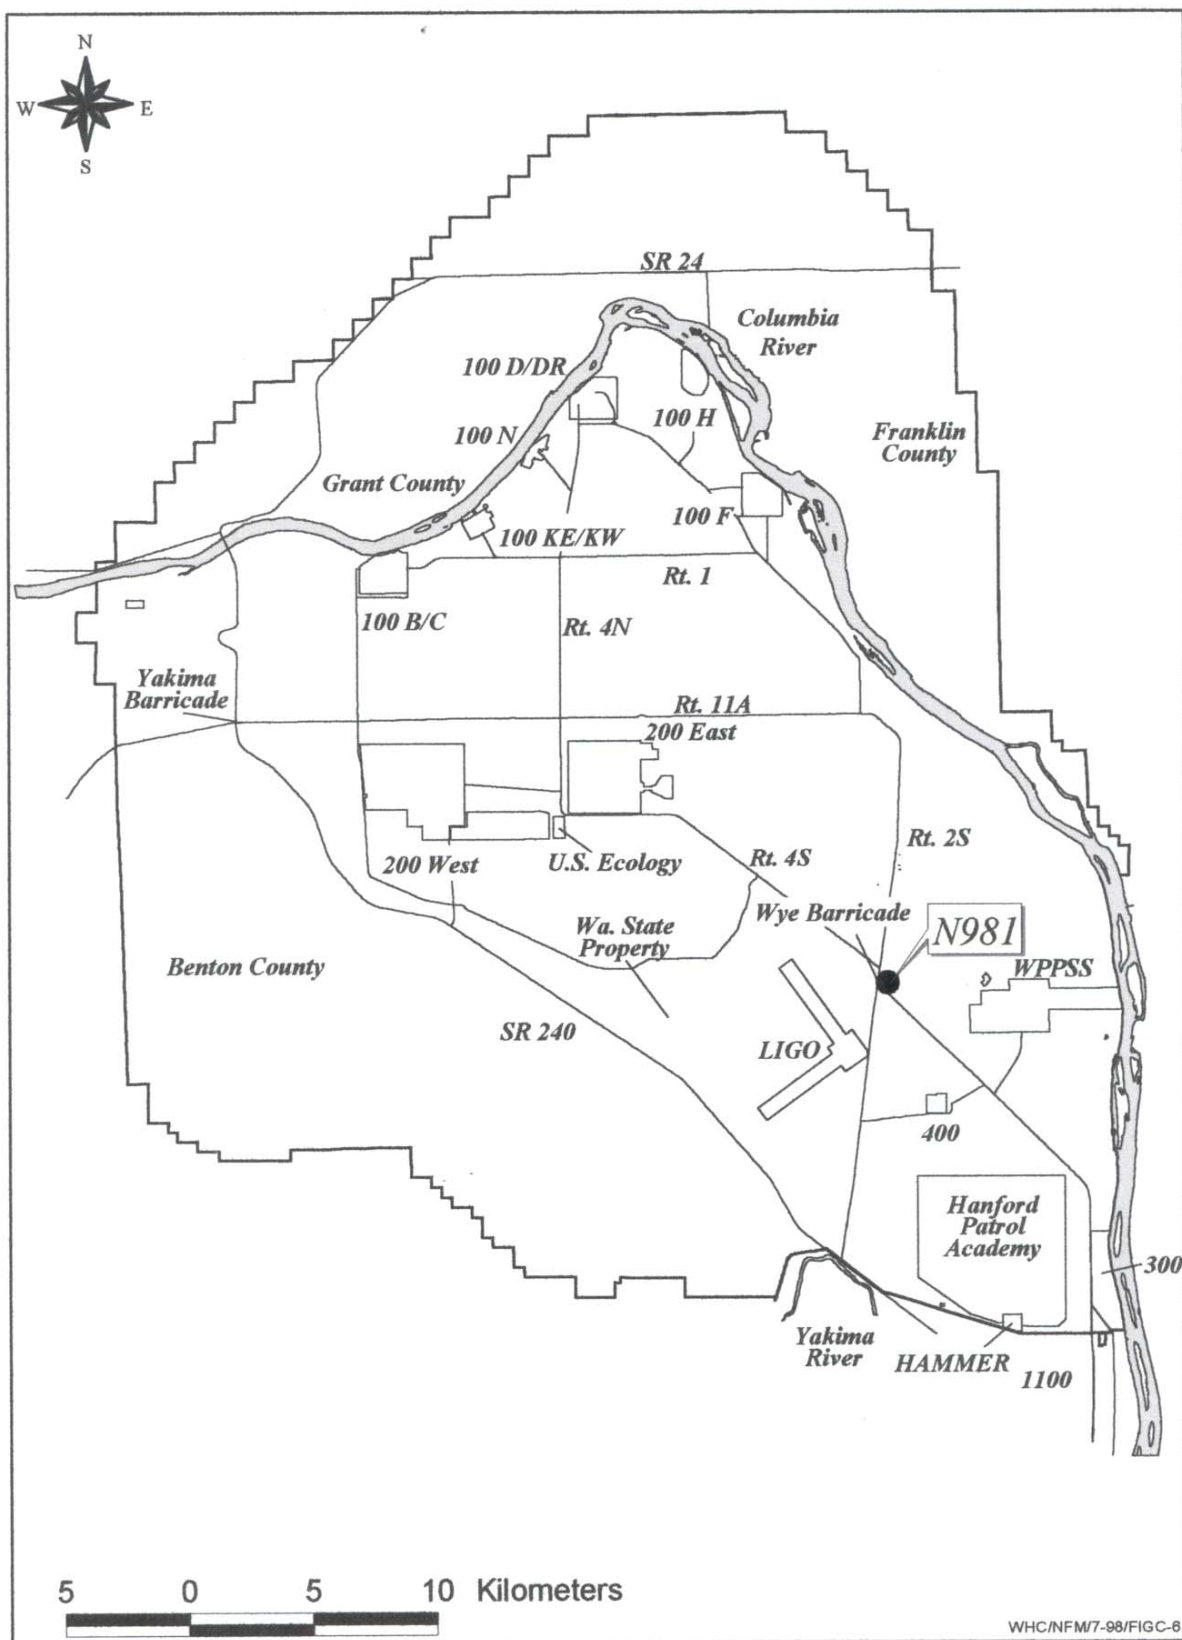 N
W E
S
SR 24
Columbia
River
100 D/DR
100 H
100 N
Franklin
County
Grant County
100 F
100 KE/KW
Rt. 1
100 B/C
Rt. 4N
Yakima
Barricade
Rt. 11A
200 East
Rt. 2S
200 West
U.S. Ecology
Rt. 4S
Wye Barricade
N981
Wa. State
Property
Benton County
WPPSS
SR 240
LIGO
400
Hanford
Patrol
Academy
300
Yakima
River
HAMMER
1100
5 0 5 10 Kilometers
WHC/NFM/7-98/FIGC-6